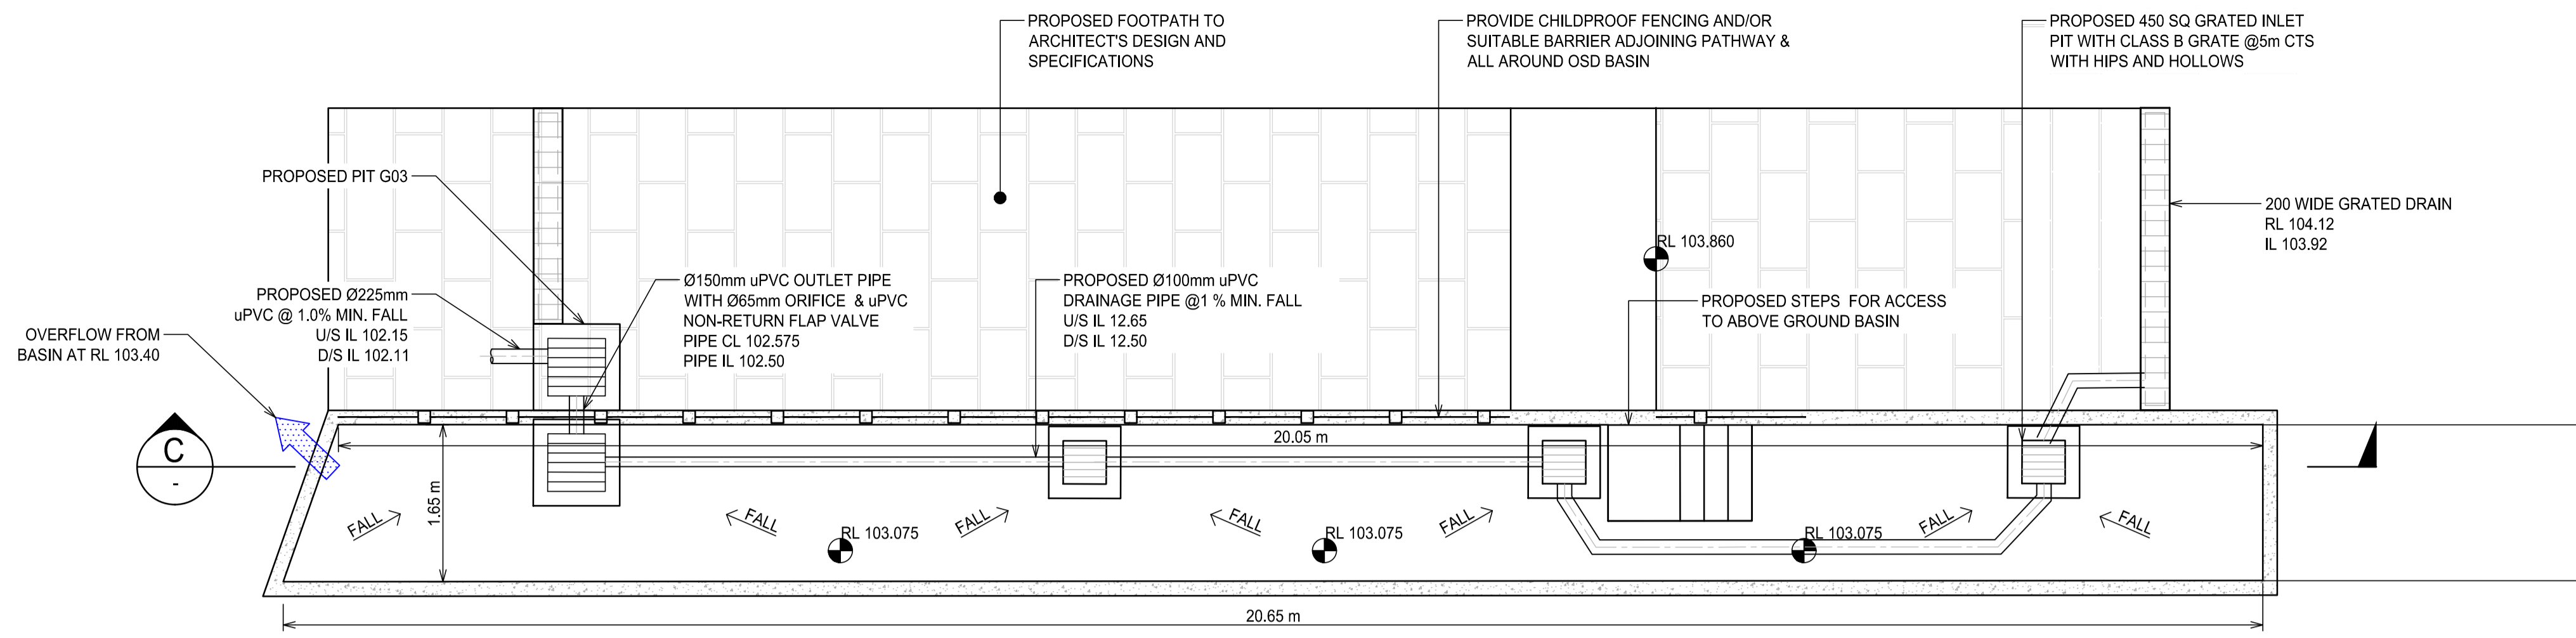 PROPOSED FOOTPATH TO
ARCHITECT'S DESIGN AND
SPECIFICATIONS
PROVIDE CHILDPROOF FENCING AND/OR
SUITABLE BARRIER ADJOINING PATHWAY &
ALL AROUND OSD BASIN
PROPOSED 450 SQ GRATED INLET
PIT WITH CLASS B GRATE @5m CTS
WITH HIPS AND HOLLOWS
PROPOSED PIT G03
200 WIDE GRATED DRAIN
RL 104.12
IL 103.92
RL 103.860
PROPOSED Ø225mm
uPVC @ 1.0% MIN. FALL
U/S IL 102.15
D/S IL 102.11
Ø150mm uPVC OUTLET PIPE
WITH Ø65mm ORIFICE & uPVC
NON-RETURN FLAP VALVE
PIPE CL 102.575
PIPE IL 102.50
PROPOSED Ø100mm uPVC
DRAINAGE PIPE @1 % MIN. FALL
U/S IL 12.65
D/S IL 12.50
PROPOSED STEPS FOR ACCESS
TO ABOVE GROUND BASIN
OVERFLOW FROM
BASIN AT RL 103.40
C
-
20.05 m
1.65 m
FALL
FALL
FALL
FALL
FALL
FALL
FALL
RL 103.075
RL 103.075
RL 103.075
20.65 m